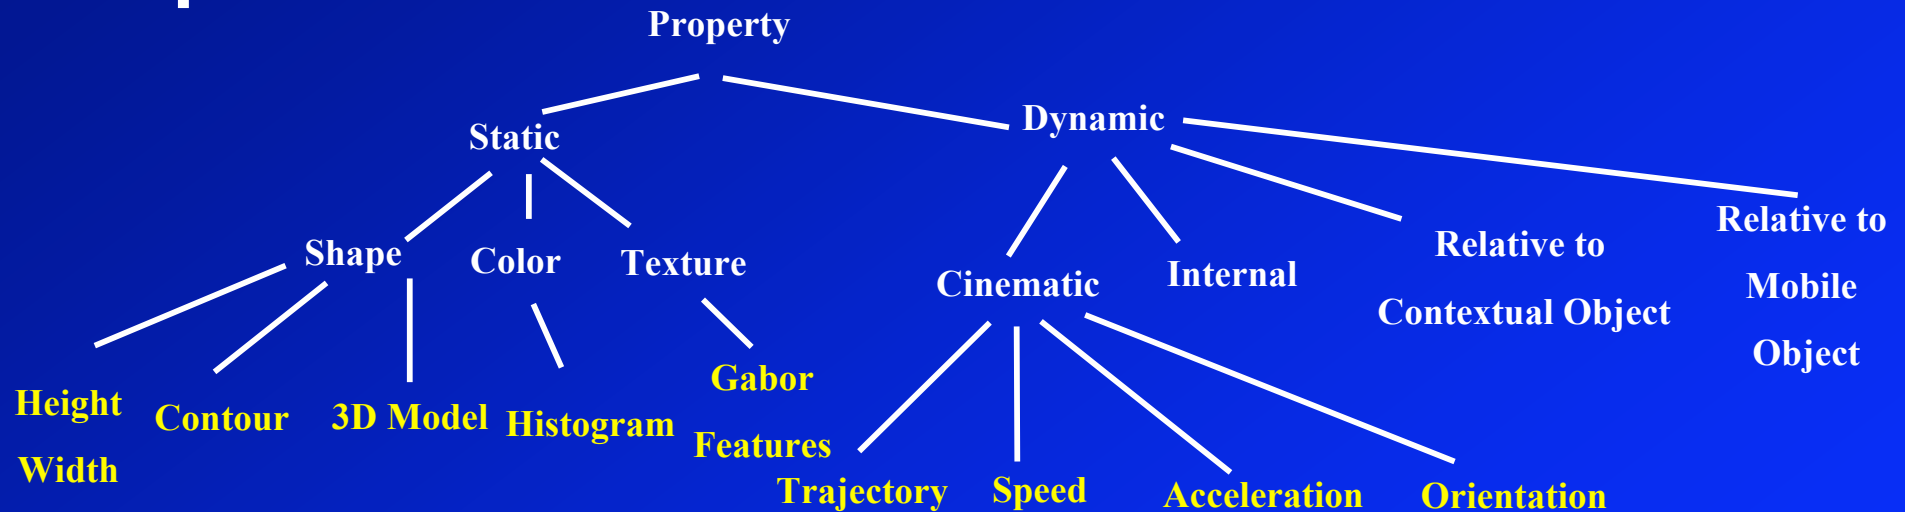 Property
Dynamic
Static
Relative to
Mobile
Object
Relative to
Contextual Object
Shape
Color
Texture
Cinematic
Internal
Height
Width
Contour
3D Model
Histogram
Gabor
Features
Trajectory
Speed
Acceleration
Orientation